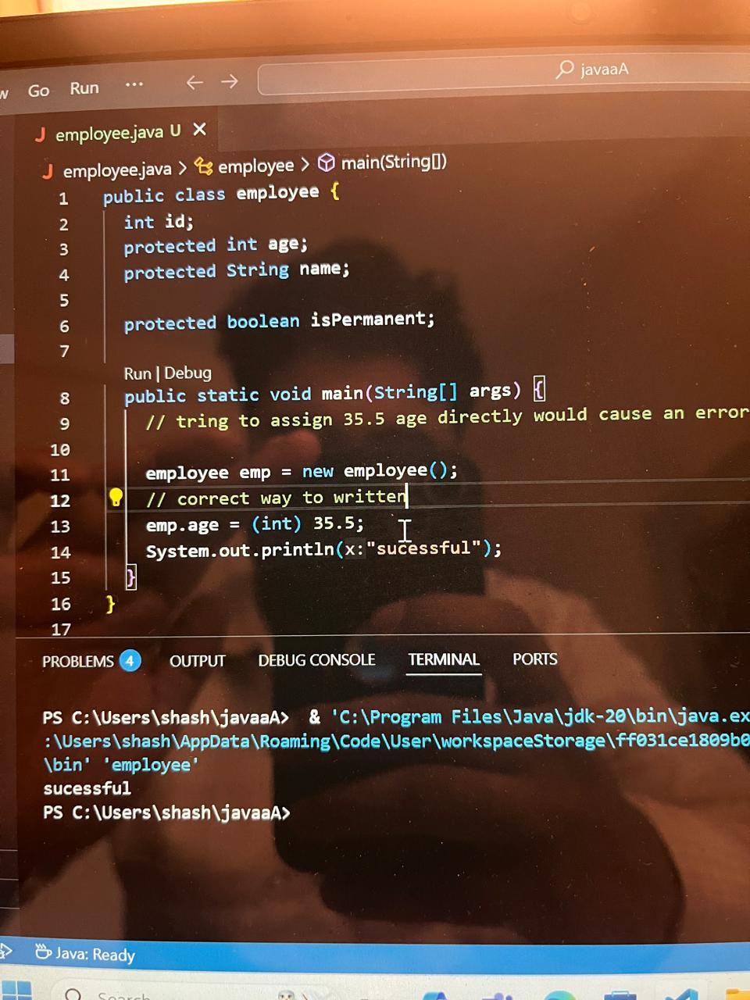 Go Run ... ← → javaaA
J employee.java U X
J employee.java > employee > main(String[])
1 public class employee {
2 int id;
3 protected int age;
4 protected String name;
5
6 protected boolean isPermanent;
7
Run | Debug
8 public static void main(String[] args) {
9 // tring to assign 35.5 age directly would cause an error
10
11 employee emp = new employee();
12 // correct way to written
13 emp.age = (int) 35.5;
14 System.out.println(x:"sucessful");
15 }
16 }
17
PROBLEMS 4 OUTPUT DEBUG CONSOLE TERMINAL PORTS
PS C:\Users\shash\javaaA> & 'C:\Program Files\Java\jdk-20\bin\java.ex
:\Users\shash\AppData\Roaming\Code\User\workspaceStorage\ff031ce1809b0
\bin' 'employee'
sucessful
PS C:\Users\shash\javaaA>
Java: Ready
Search